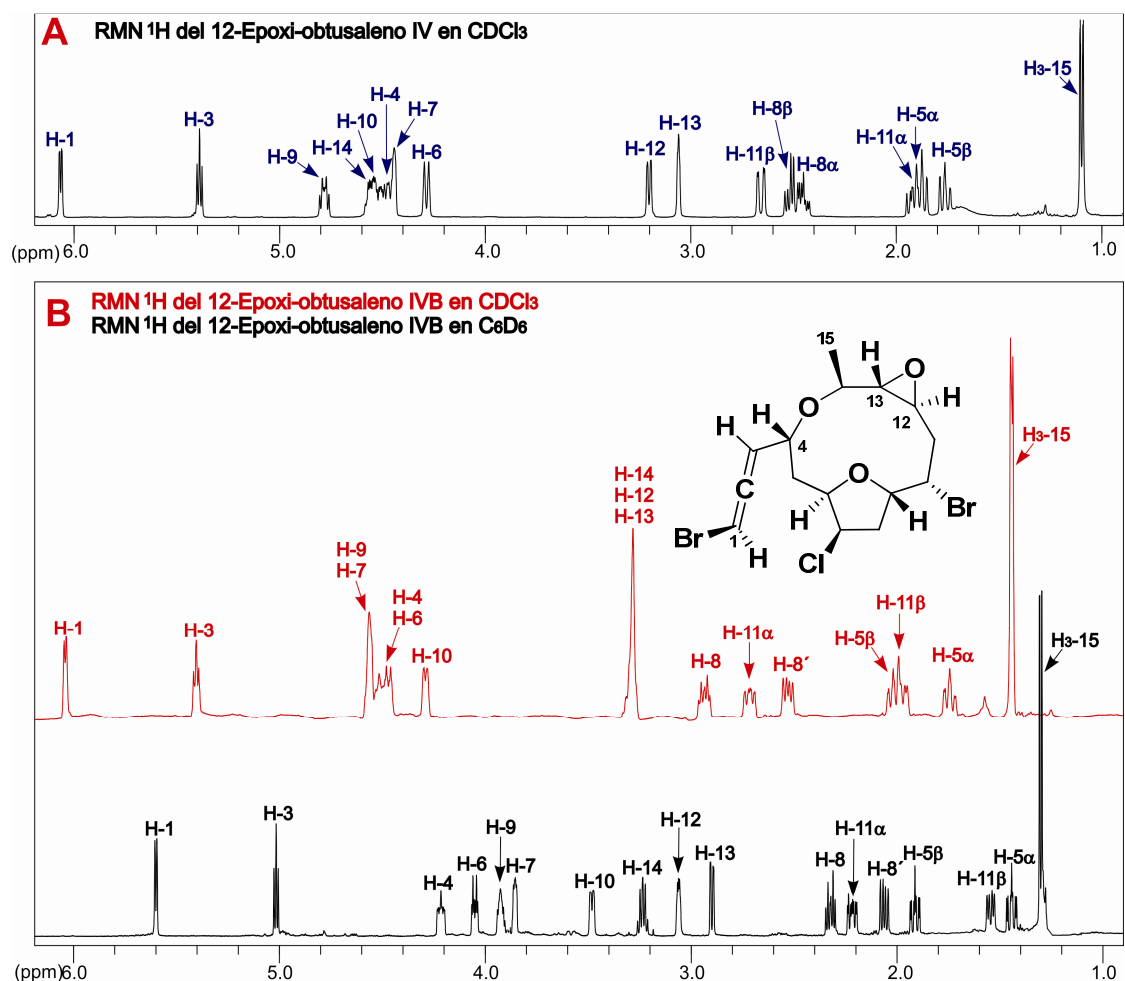 A
RMN ¹H del 12-Epoxi-obtusaleno IV en CDCl₃
H-1
H-3
H-9
H-14
H-10
H-4
H-7
H-6
H-12
H-13
H-11β
H-8β
H-8α
H-11α
H-5α
H-5β
H₃-15
(ppm) 6.0 5.0 4.0 3.0 2.0 1.0
B
RMN ¹H del 12-Epoxi-obtusaleno IVB en CDCl₃
RMN ¹H del 12-Epoxi-obtusaleno IVB en C₆D₆
15
H
O
13
12
H
O
H
H
4
C
O
H
H
Br
Br
1
H
Cl
H-1
H-3
H-9
H-7
H-4
H-6
H-10
H-14
H-12
H-13
H-8
H-11α
H-8´
H-5β
H-11β
H-5α
H₃-15
H-1
H-3
H-4
H-6
H-9
H-7
H-10
H-14
H-12
H-13
H-8
H-11α
H-8´
H-5β
H-11β
H-5α
H₃-15
(ppm) 6.0 5.0 4.0 3.0 2.0 1.0